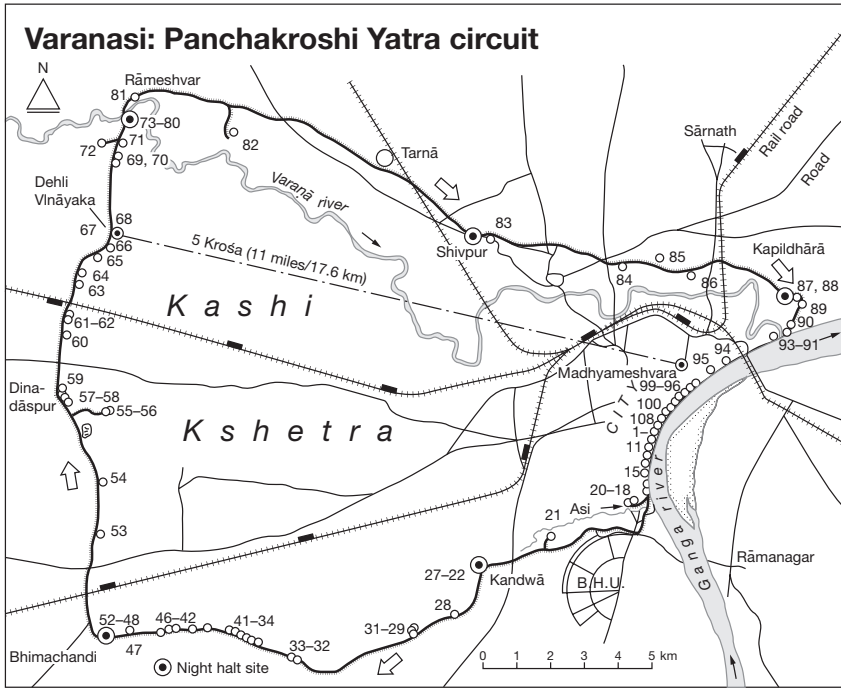 Varanasi: Panchakroshi Yatra circuit
N
Rāmeshvar
81
73–80
82
72
71
69, 70
Tarnā
Sārnath
Rail road
Road
Dehli
VInāyaka
Varaṇā river
68
67
66
65
64
63
5 Krośa (11 miles/17.6 km)
83
Shivpur
84
85
86
Kapildhārā
87, 88
89
90
93–91
94
95
Madhyameshvara
Kashi
61–62
60
59
Dina-
dāspur
57–58
55–56
Kshetra
CITY
99–96
100
108
1–
11
15
20–18
Asi
21
54
53
Ganga river
Rāmanagar
B.H.U.
27–22
Kandwā
28
31–29
33–32
41–34
46–42
52–48
47
Bhimachandi
Night halt site
0 1 2 3 4 5 km